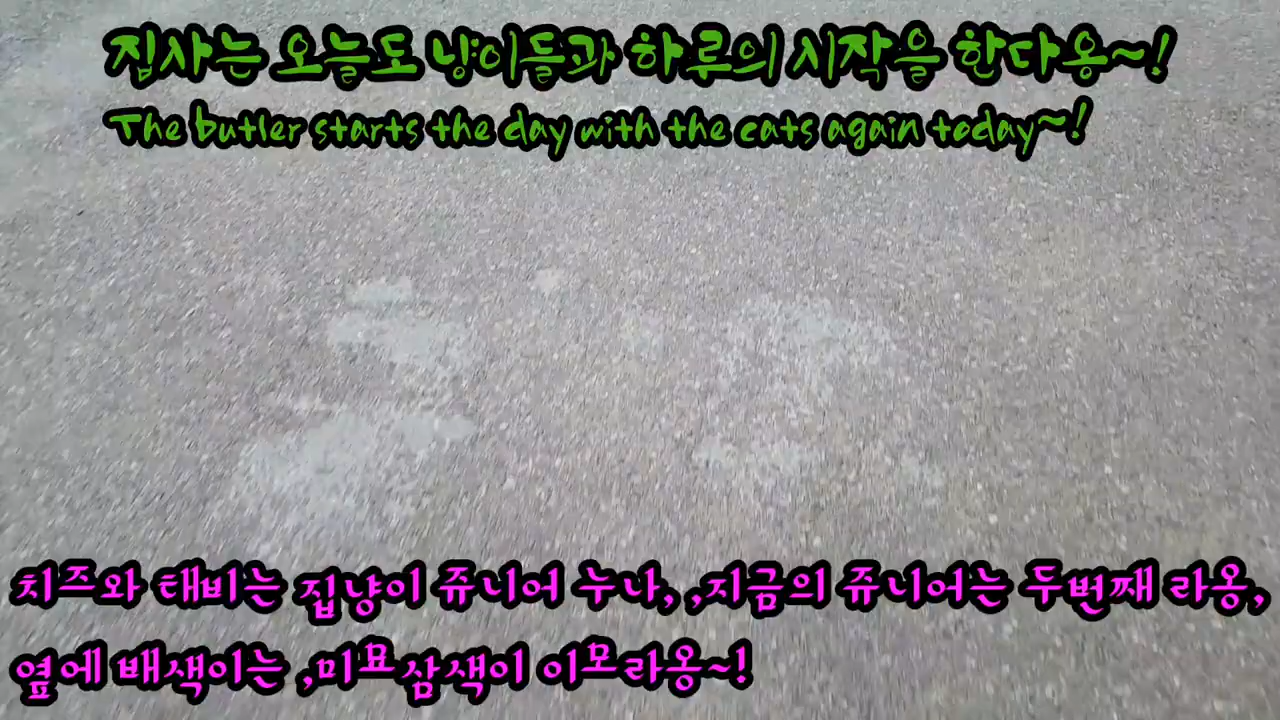 집사는 오늘도 냥이들과 하루의 시작을 한다옹~!
The butler starts the day with the cats again today~!
치즈와 태비는 집냥이 쥬니어 누나, ,지금의 쥬니어는 두번째 라옹,
옆에 배색이는 ,미묘삼색이 이모라옹~!